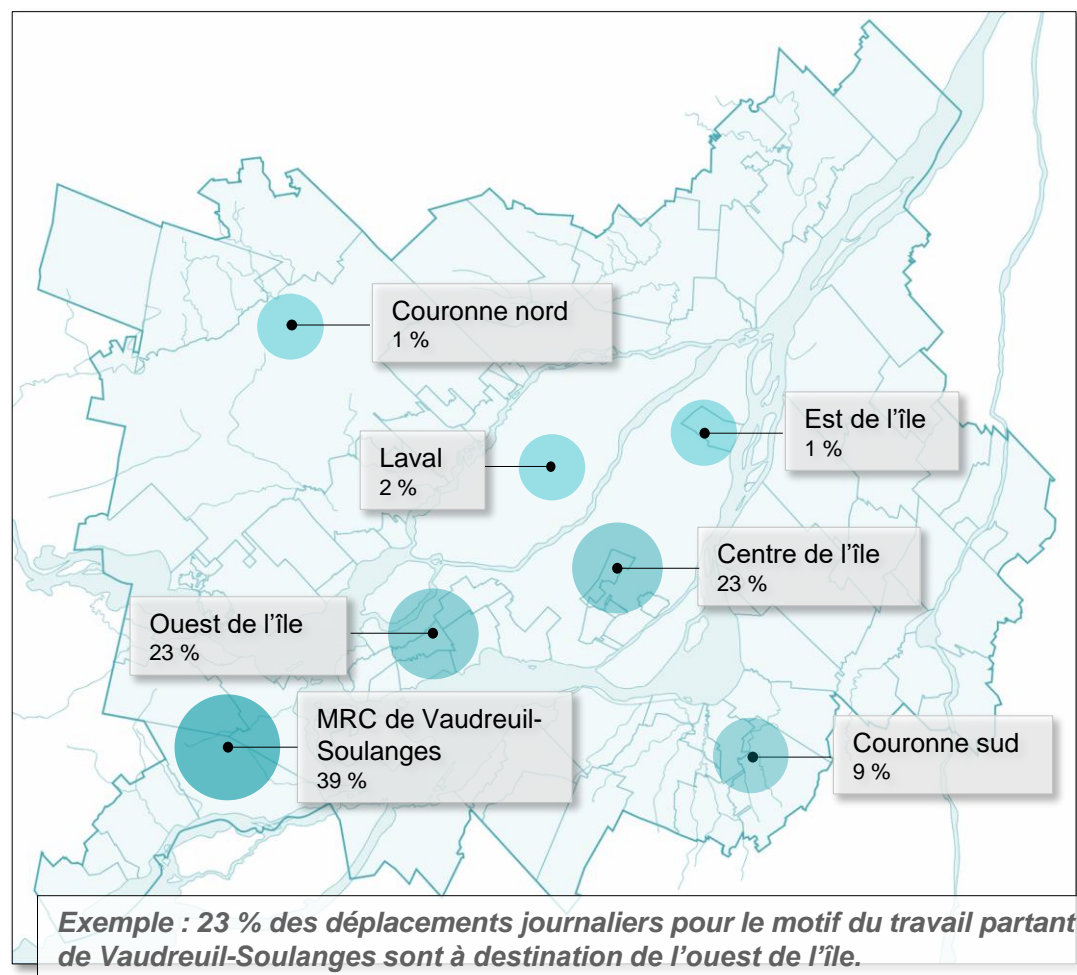 Couronne nord
1 %
Est de l'île
1 %
Laval
2 %
Centre de l'île
23 %
Ouest de l'île
23 %
MRC de Vaudreuil-
Soulanges
39 %
Couronne sud
9 %
Exemple : 23 % des déplacements journaliers pour le motif du travail partant
de Vaudreuil-Soulanges sont à destination de l'ouest de l'île.